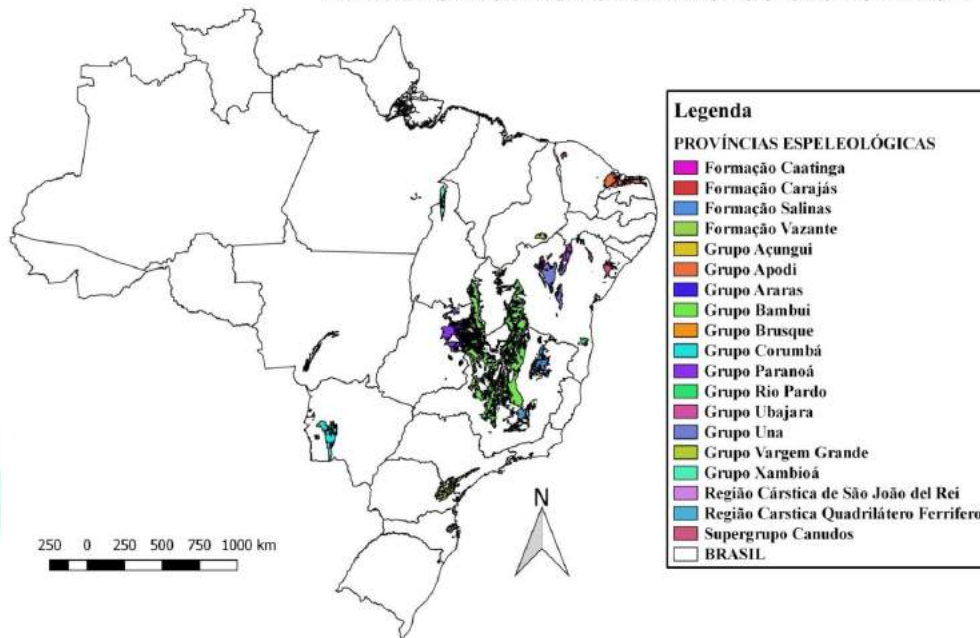 Legenda
PROVÍNCIAS ESPELEOLÓGICAS
Formação Caatinga
Formação Carajás
Formação Salinas
Formação Vazante
Grupo Açungui
Grupo Apodi
Grupo Araras
Grupo Bambuí
Grupo Brusque
Grupo Corumbá
Grupo Paranoá
Grupo Rio Pardo
Grupo Ubajara
Grupo Una
Grupo Vargem Grande
Grupo Xambioá
Região Cárstica de São João del Rei
Região Carstica Quadrilátero Ferrifero
Supergrupo Canudos
BRASIL
N
250 0 250 500 750 1000 km